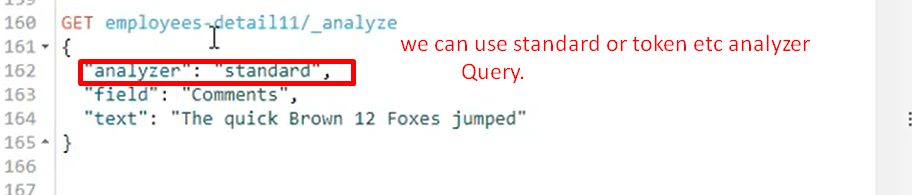 159
160 GET employees-detail11/_analyze
161 {
162 "analyzer": "standard",
163 "field": "Comments",
164 "text": "The quick Brown 12 Foxes jumped"
165 }
166
we can use standard or token etc analyzer
Query.